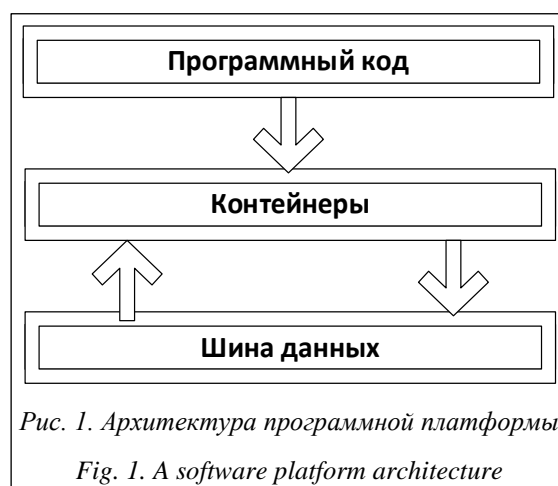 Программный код
Контейнеры
Шина данных
Рис. 1. Архитектура программной платформы
Fig. 1. A software platform architecture